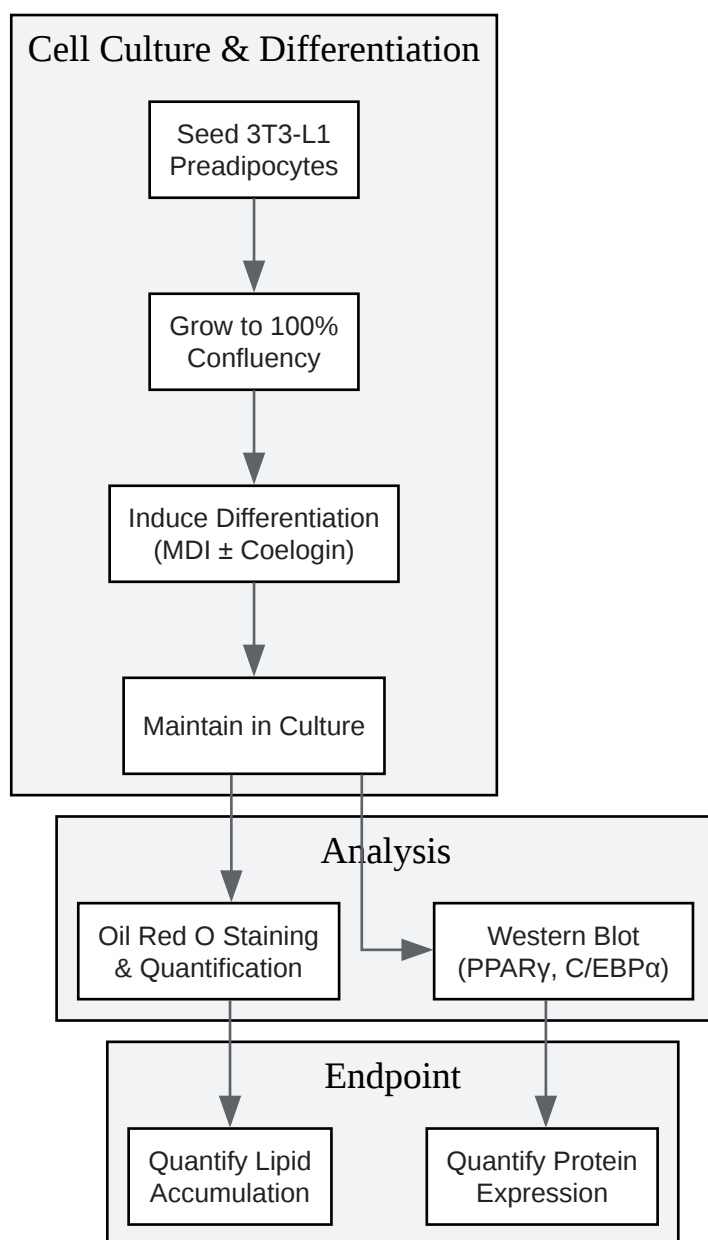 Cell Culture & Differentiation
Seed 3T3-L1
Preadipocytes
Grow to 100%
Confluency
Induce Differentiation
(MDI ± Coelogin)
Maintain in Culture
Analysis
Oil Red O Staining
& Quantification
Western Blot
(PPARγ, C/EBPα)
Endpoint
Quantify Lipid
Accumulation
Quantify Protein
Expression